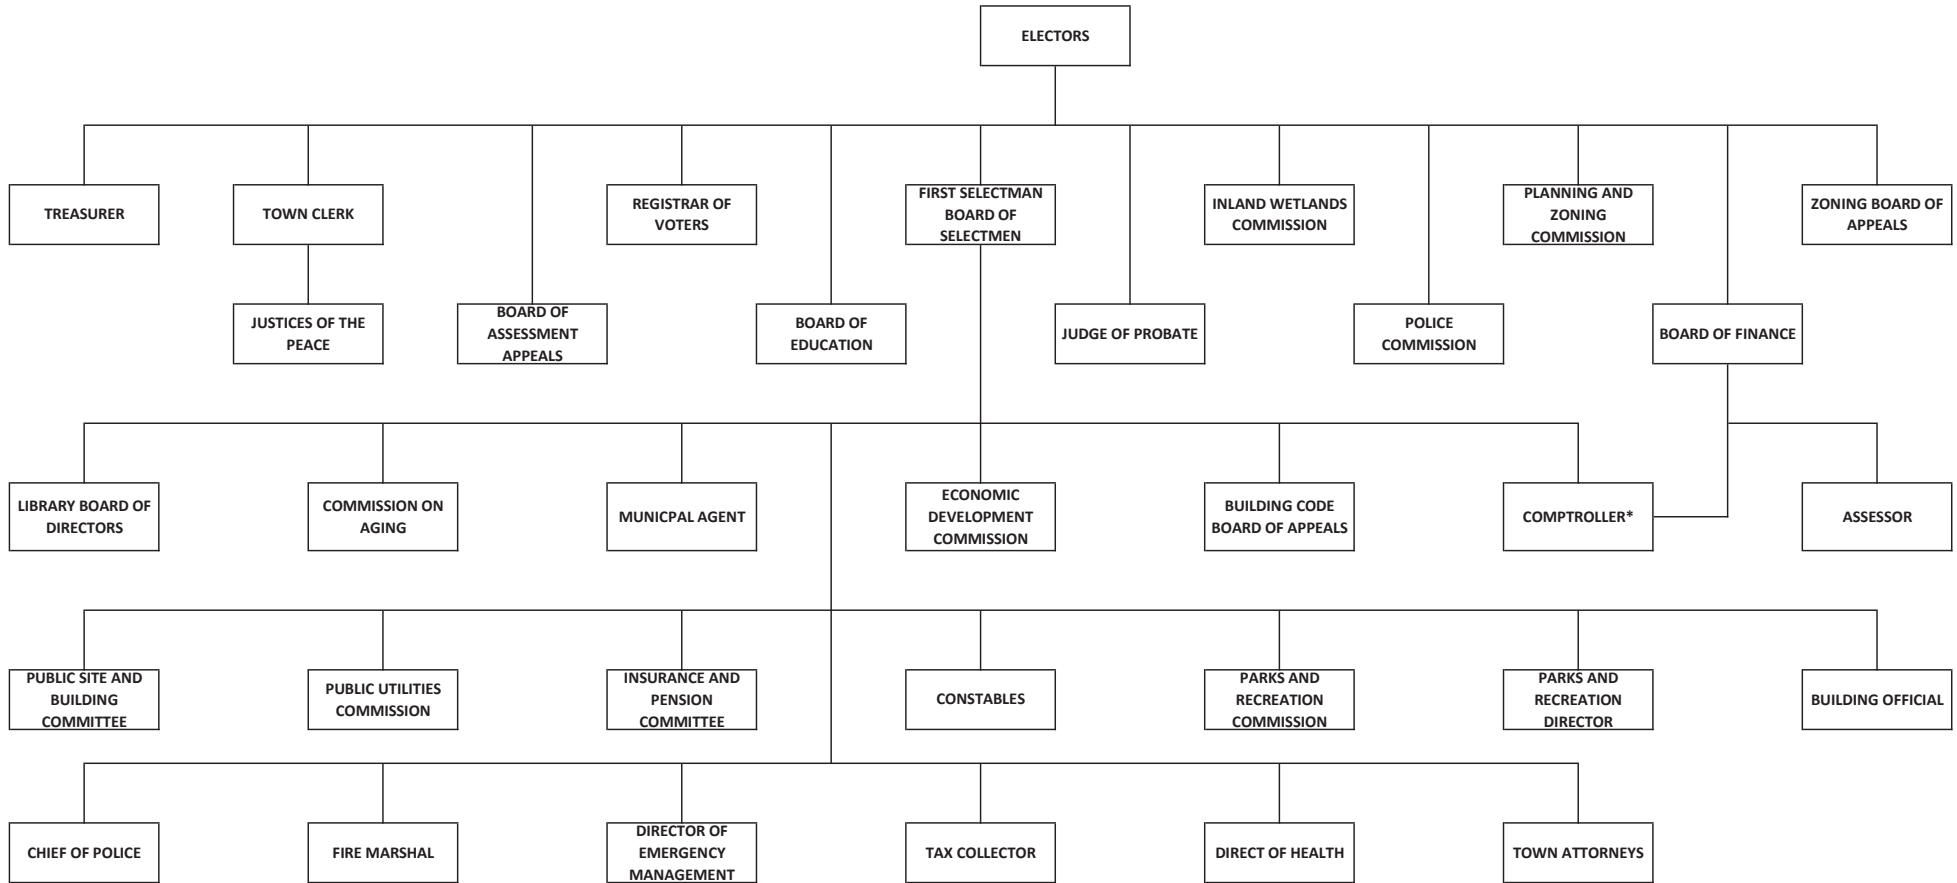 ELECTORS
TREASURER
TOWN CLERK
REGISTRAR OF
VOTERS
FIRST SELECTMAN
BOARD OF
SELECTMEN
INLAND WETLANDS
COMMISSION
PLANNING AND
ZONING
COMMISSION
ZONING BOARD OF
APPEALS
JUSTICES OF THE
PEACE
BOARD OF
ASSESSMENT
APPEALS
BOARD OF
EDUCATION
JUDGE OF PROBATE
POLICE
COMMISSION
BOARD OF FINANCE
LIBRARY BOARD OF
DIRECTORS
COMMISSION ON
AGING
MUNICPAL AGENT
ECONOMIC
DEVELOPMENT
COMMISSION
BUILDING CODE
BOARD OF APPEALS
COMPTROLLER*
ASSESSOR
PUBLIC SITE AND
BUILDING
COMMITTEE
PUBLIC UTILITIES
COMMISSION
INSURANCE AND
PENSION
COMMITTEE
CONSTABLES
PARKS AND
RECREATION
COMMISSION
PARKS AND
RECREATION
DIRECTOR
BUILDING OFFICIAL
CHIEF OF POLICE
FIRE MARSHAL
DIRECTOR OF
EMERGENCY
MANAGEMENT
TAX COLLECTOR
DIRECT OF HEALTH
TOWN ATTORNEYS